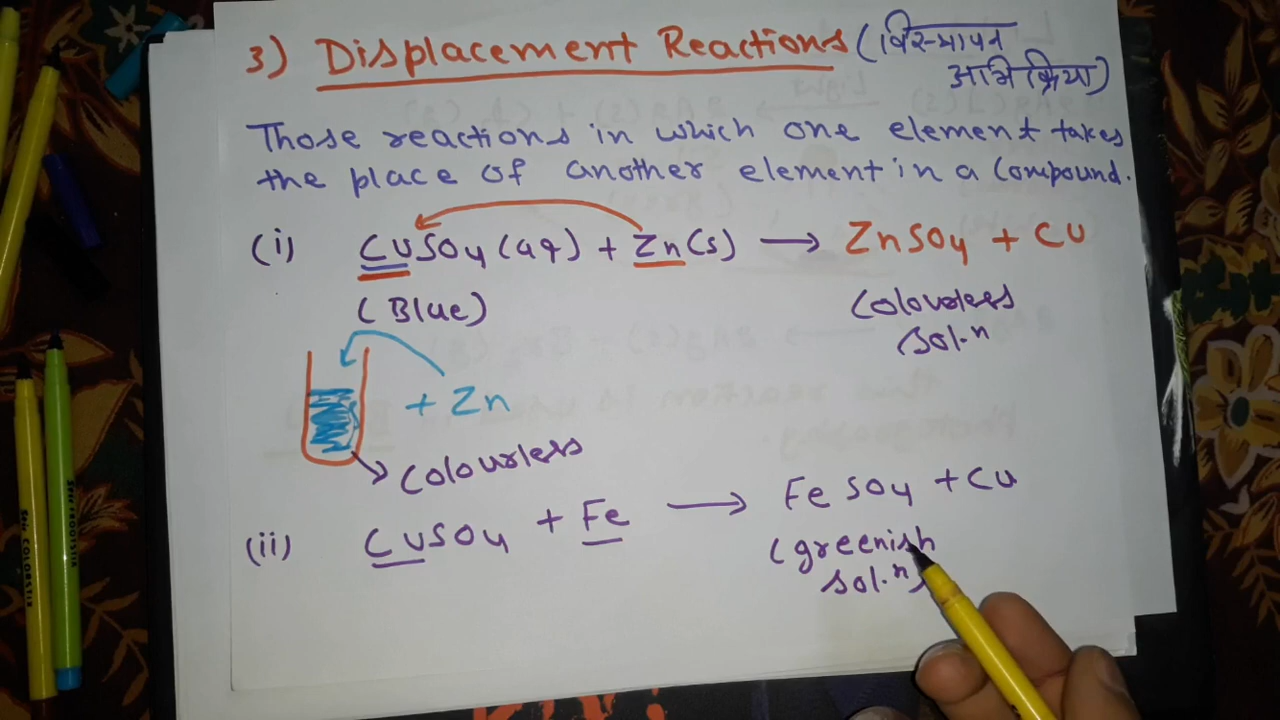 3) Displacement Reactions (विस्थापन
अभिक्रिया)
Those reactions in which one element takes
the place of another element in a Compound.
(i) CuSO4 (aq) + Zn(s) → ZnSO4 + Cu
(Blue) Colourless
sol.n
+ Zn
→ Colourless
(ii) CuSO4 + Fe → FeSO4 + Cu
(greenish
sol.n)